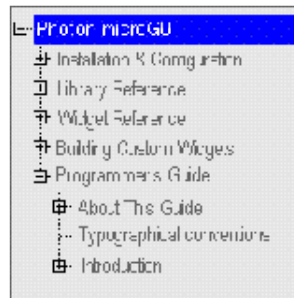 Photon microGUI
Installation & Configuration
Library Reference
Widget Reference
Building Custom Widgets
Programmer's Guide
About This Guide
Typographical conventions
Introduction